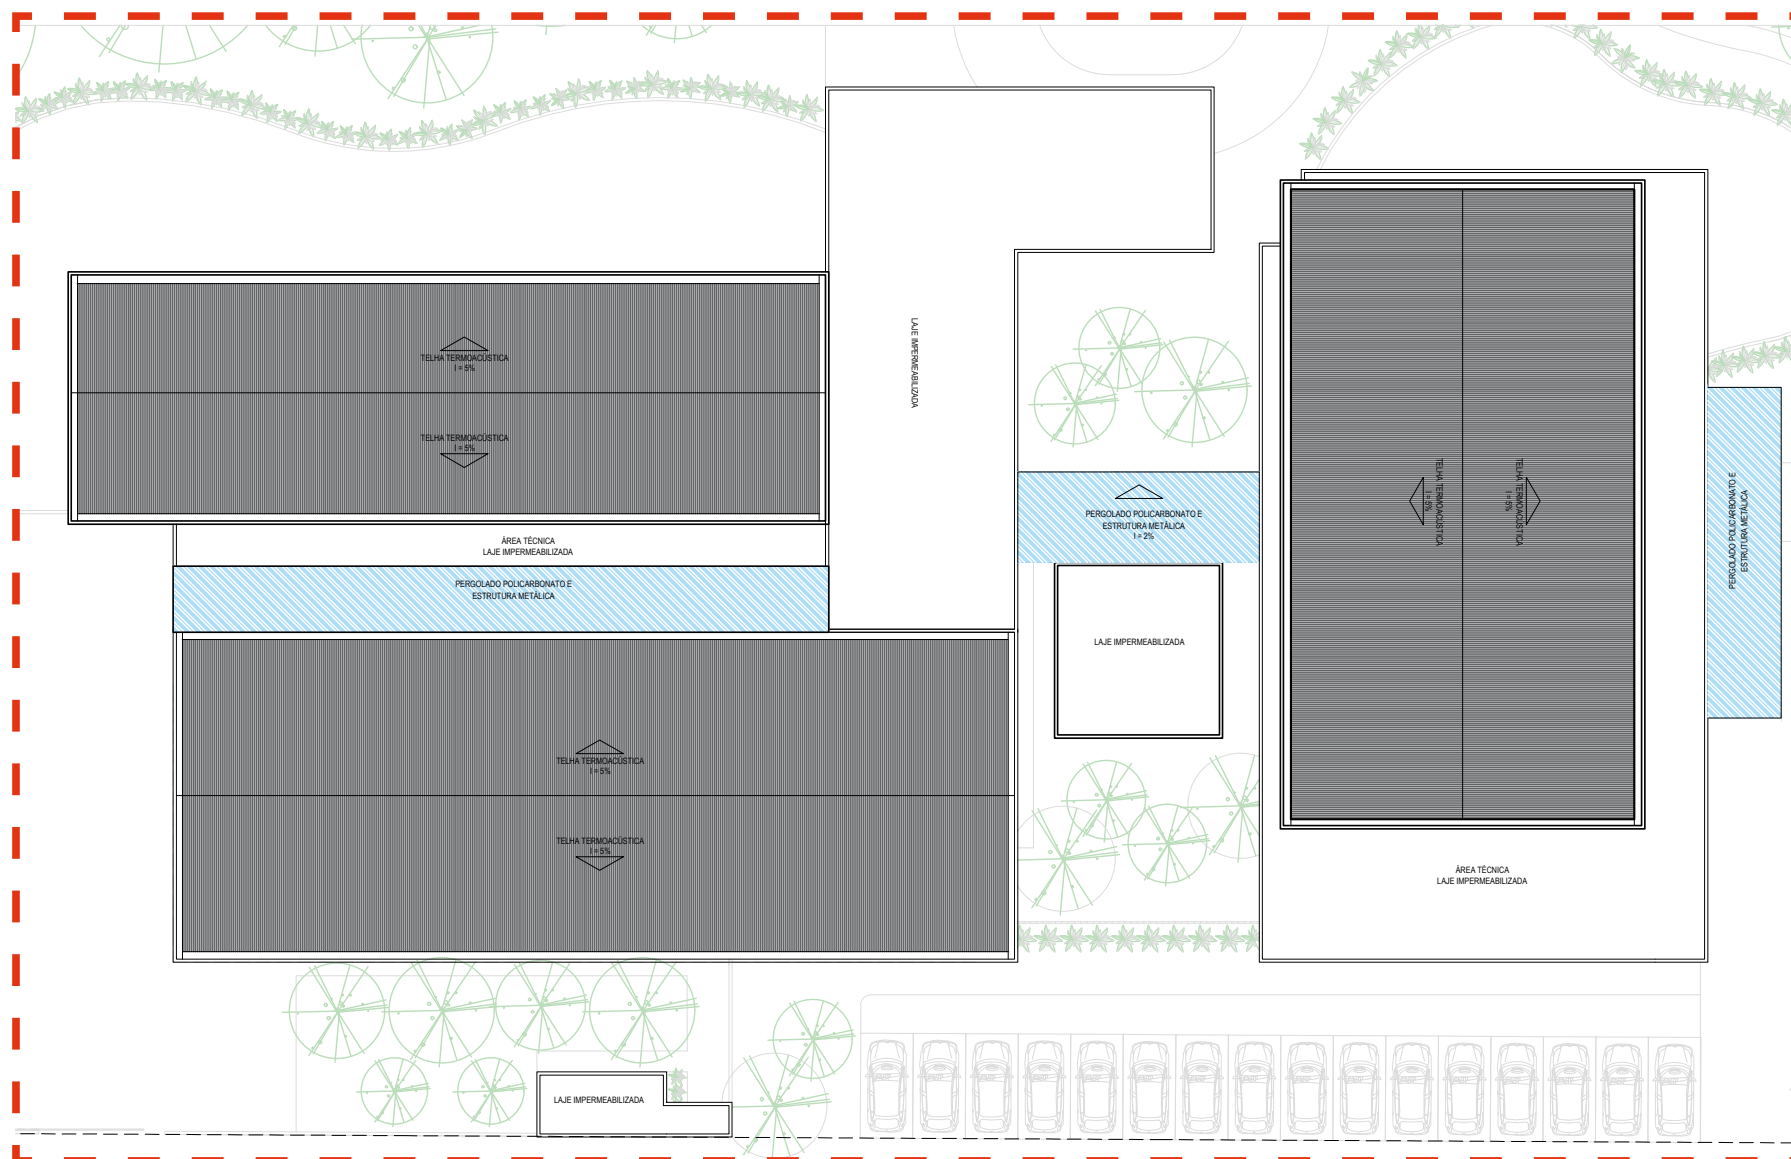 TELHA TERMOACÚSTICA
I = 5%
TELHA TERMOACÚSTICA
I = 5%
ÁREA TÉCNICA
LAJE IMPERMEABILIZADA
PERGOLADO POLICARBONATO E
ESTRUTURA METÁLICA
TELHA TERMOACÚSTICA
I = 5%
TELHA TERMOACÚSTICA
I = 5%
LAJE IMPERMEABILIZADA
LAJE IMPERMEABILIZADA
PERGOLADO POLICARBONATO E
ESTRUTURA METÁLICA
I = 2%
LAJE IMPERMEABILIZADA
TELHA TERMOACÚSTICA
I = 5%
TELHA TERMOACÚSTICA
I = 5%
PERGOLADO POLICARBONATO E
ESTRUTURA METÁLICA
ÁREA TÉCNICA
LAJE IMPERMEABILIZADA